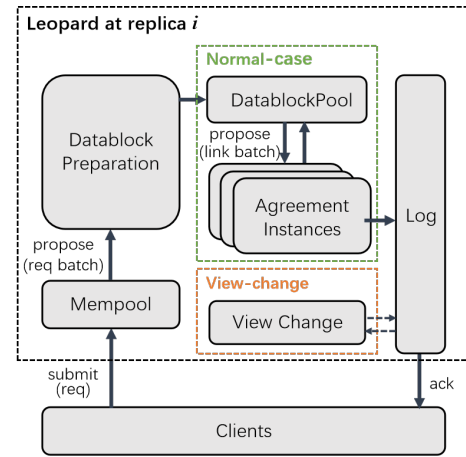 Leopard at replica i
Normal-case
DatablockPool
Datablock
Preparation
propose
(link batch)
Agreement
Instances
Log
propose
(req batch)
View-change
Mempool
View Change
submit
(req)
ack
Clients